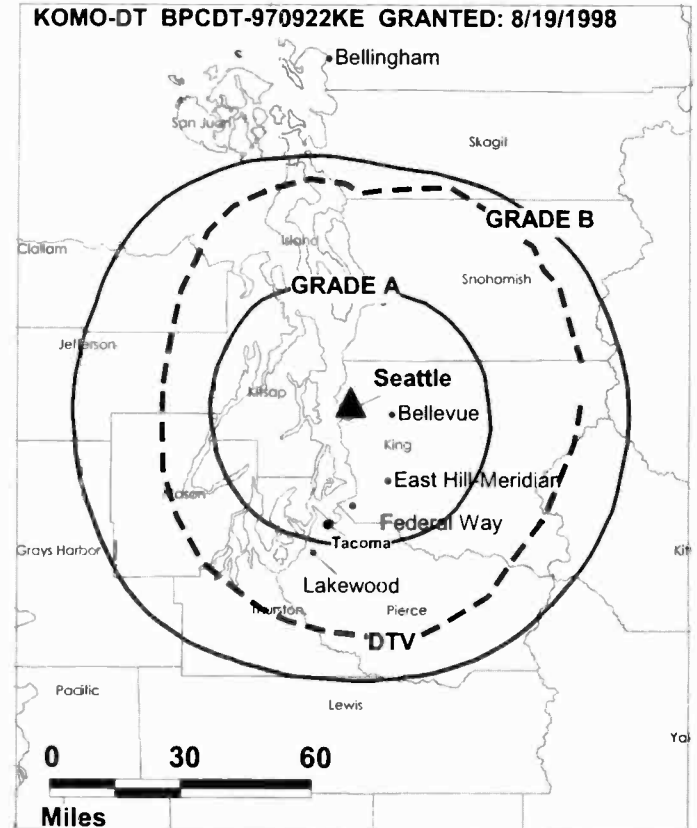 KOMO-DT BPCDT-970922KE GRANTED: 8/19/1998
Bellingham
San Juan
Skagit
GRADE B
Island
Clallam
Snohomish
GRADE A
Jefferson
Seattle
Kitsap
Bellevue
King
East Hill-Meridian
Mason
Federal Way
Tacoma
Grays Harbor
Kit
Lakewood
Thurston
Pierce
DTV
Pacific
Lewis
Yak
0 30 60
Miles